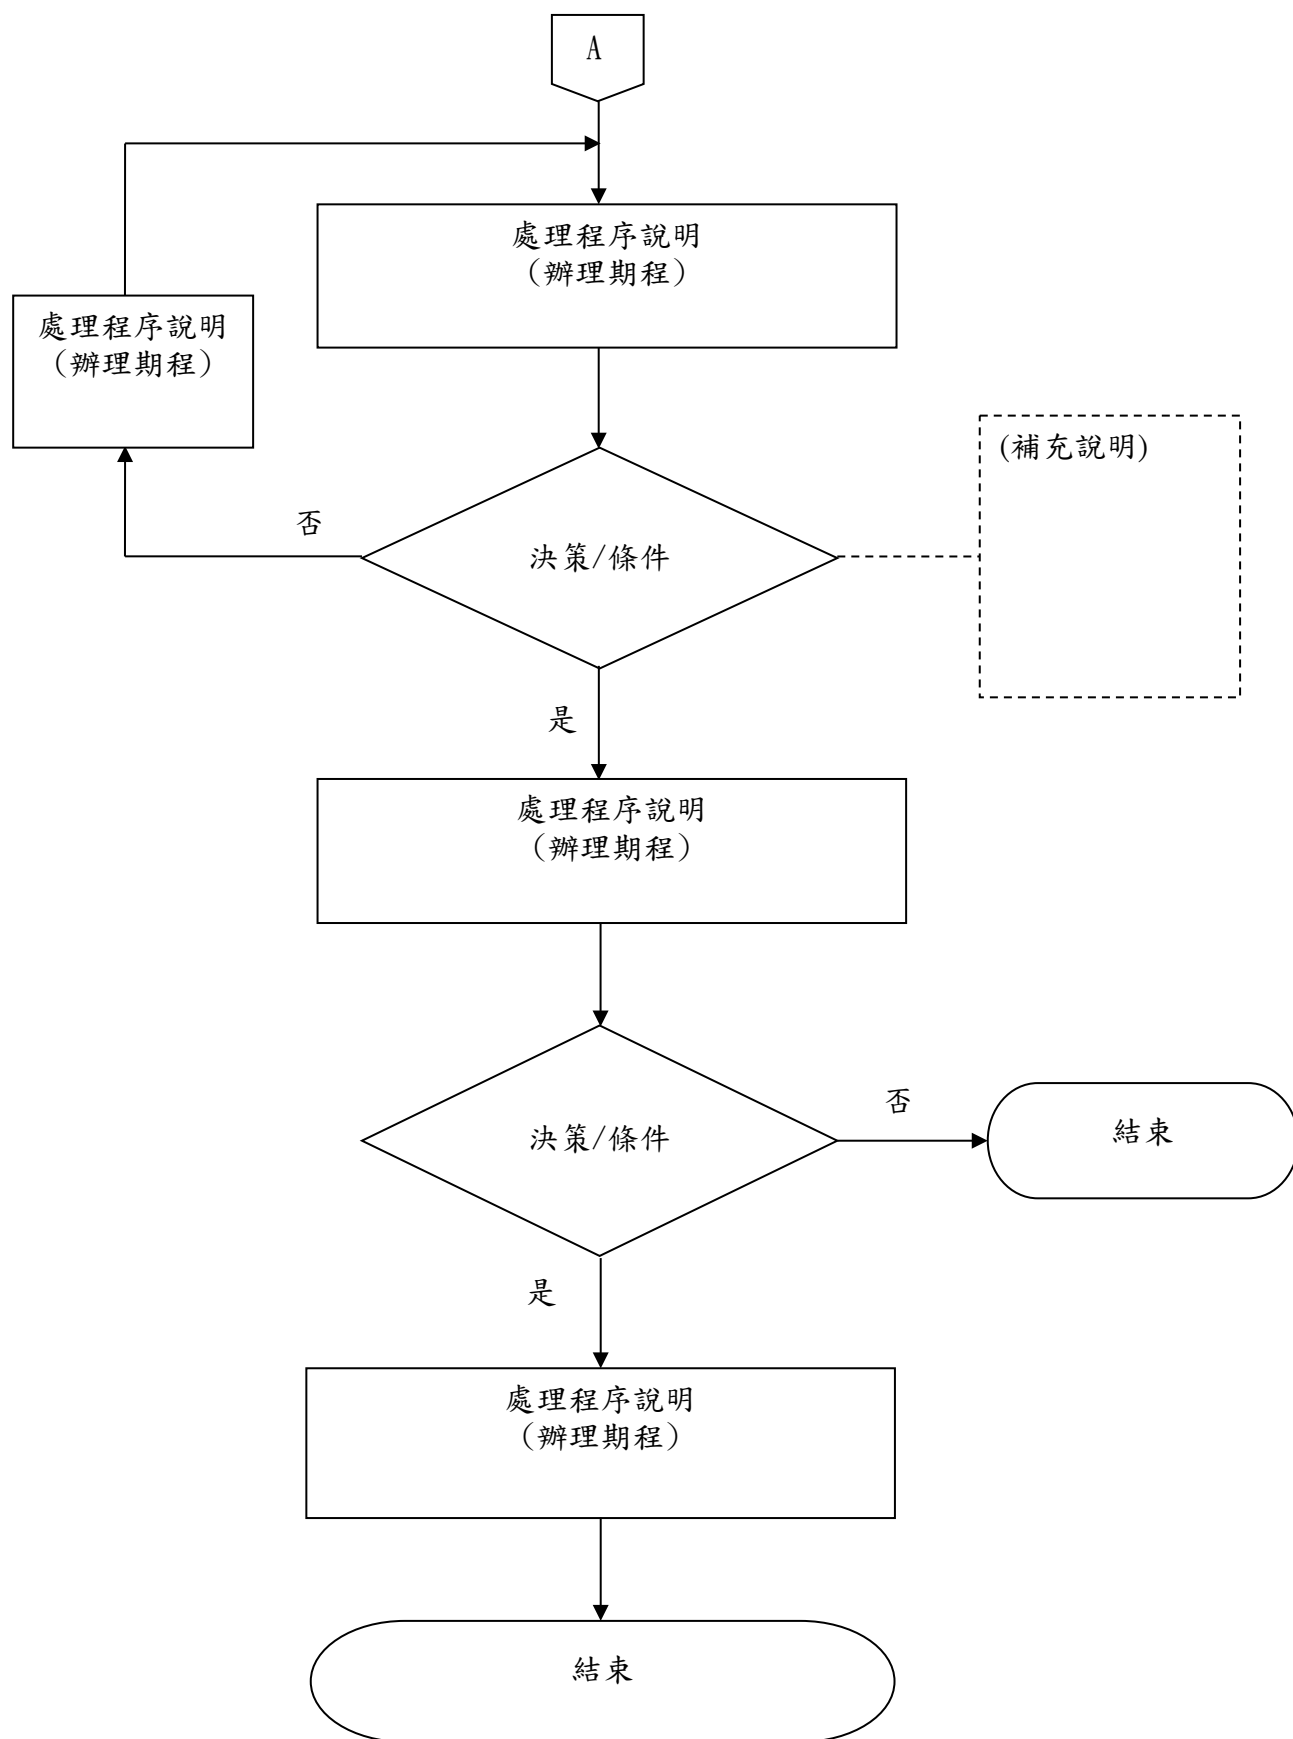 A
處理程序說明
（辦理期程）
處理程序說明
（辦理期程）
(補充說明)
否
決策/條件
是
處理程序說明
（辦理期程）
否
決策/條件
結束
是
處理程序說明
（辦理期程）
結束